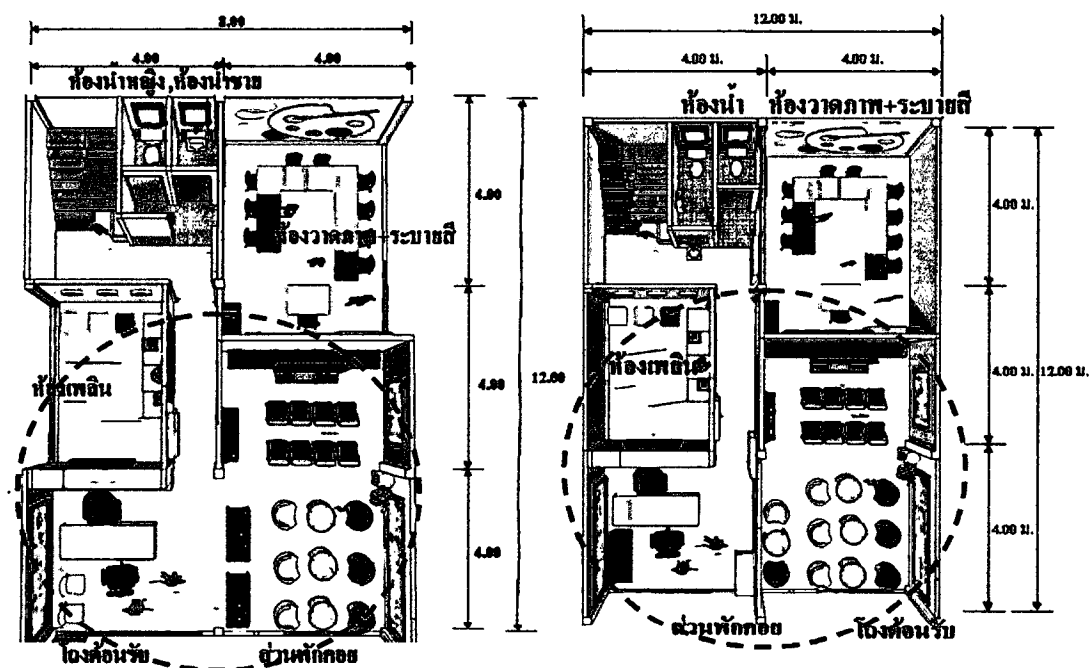 8.00
4.00 4.00
ห้องน้ำหญิง,ห้องน้ำชาย
4.00
ห้องวาดภาพ+ระบายสี
ห้องเพลิน
4.00
12.00
4.00
โถงต้อนรับ ส่วนพักคอย
12.00 ม.
4.00 ม. 4.00 ม.
ห้องน้ำ ห้องวาดภาพ+ระบายสี
4.00 ม.
ห้องเพลิน
4.00 ม. 12.00 ม.
4.00 ม.
ส่วนพักคอย โถงต้อนรับ